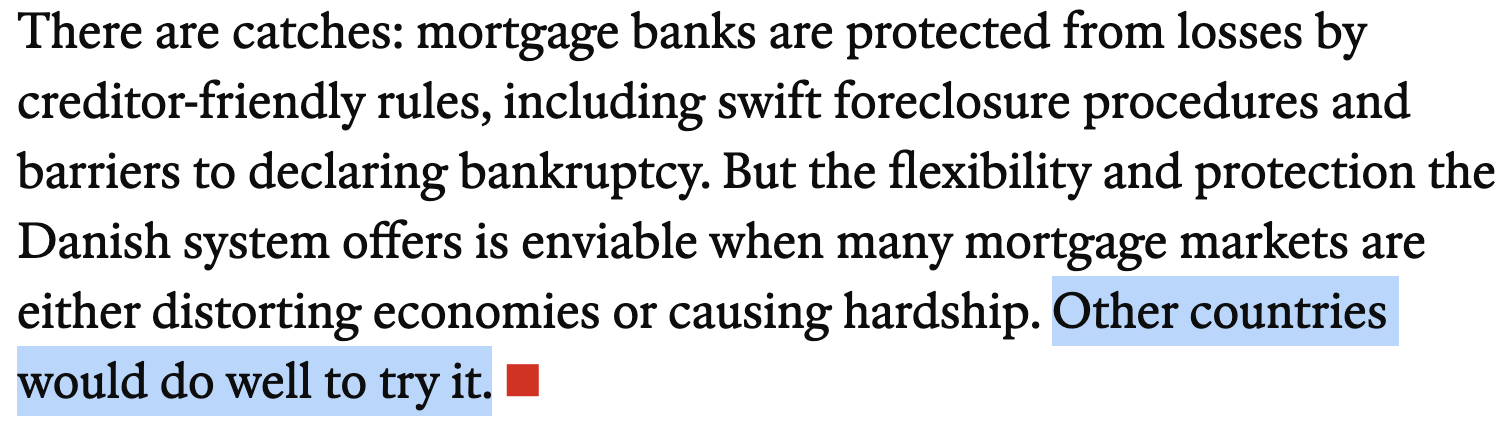 There are catches: mortgage banks are protected from losses by
creditor-friendly rules, including swift foreclosure procedures and
barriers to declaring bankruptcy. But the flexibility and protection the
Danish system offers is enviable when many mortgage markets are
either distorting economies or causing hardship. Other countries
would do well to try it.